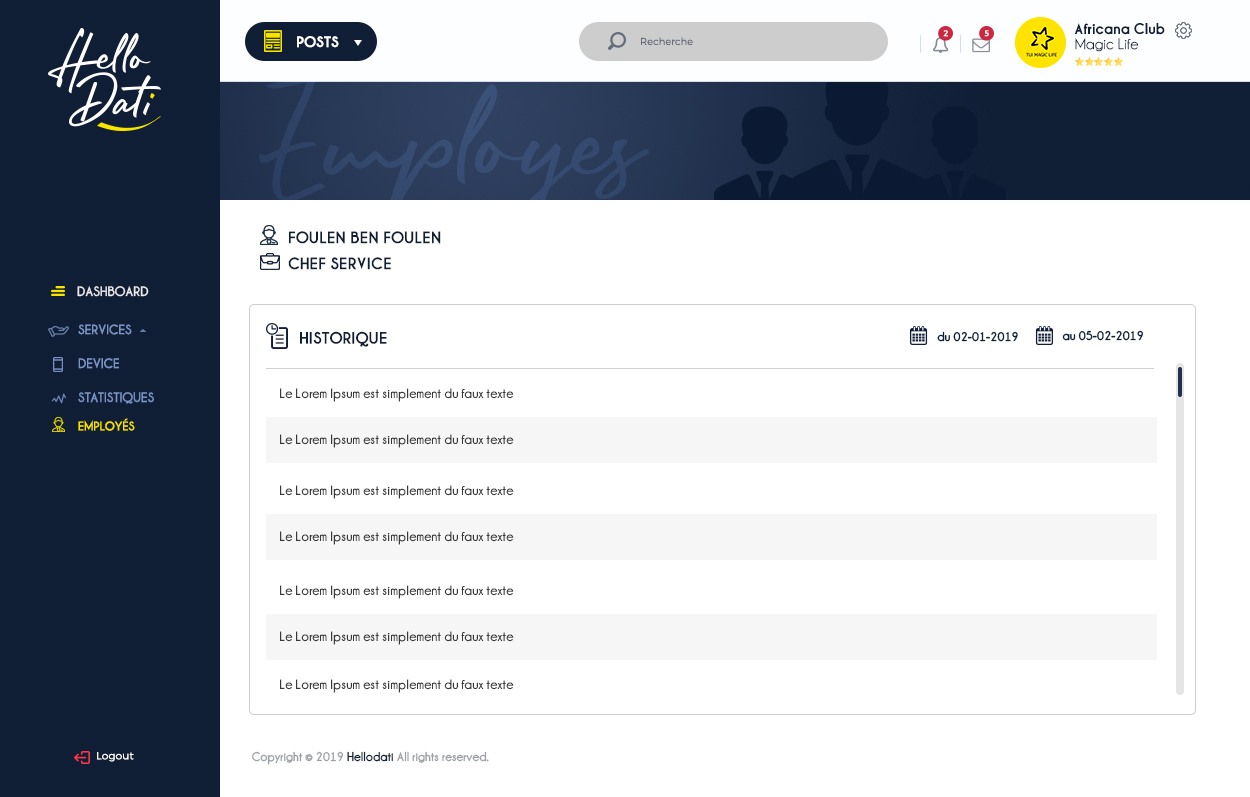 Hello
Dati
POSTS
Recherche
2
5
TUI MAGIC LIFE
Africana Club
Magic Life
Employes
FOULEN BEN FOULEN
CHEF SERVICE
DASHBOARD
SERVICES
DEVICE
STATISTIQUES
EMPLOYÉS
Logout
HISTORIQUE
du 02-01-2019
au 05-02-2019
Le Lorem Ipsum est simplement du faux texte
Le Lorem Ipsum est simplement du faux texte
Le Lorem Ipsum est simplement du faux texte
Le Lorem Ipsum est simplement du faux texte
Le Lorem Ipsum est simplement du faux texte
Le Lorem Ipsum est simplement du faux texte
Le Lorem Ipsum est simplement du faux texte
Copyright © 2019 Hellodati All rights reserved.